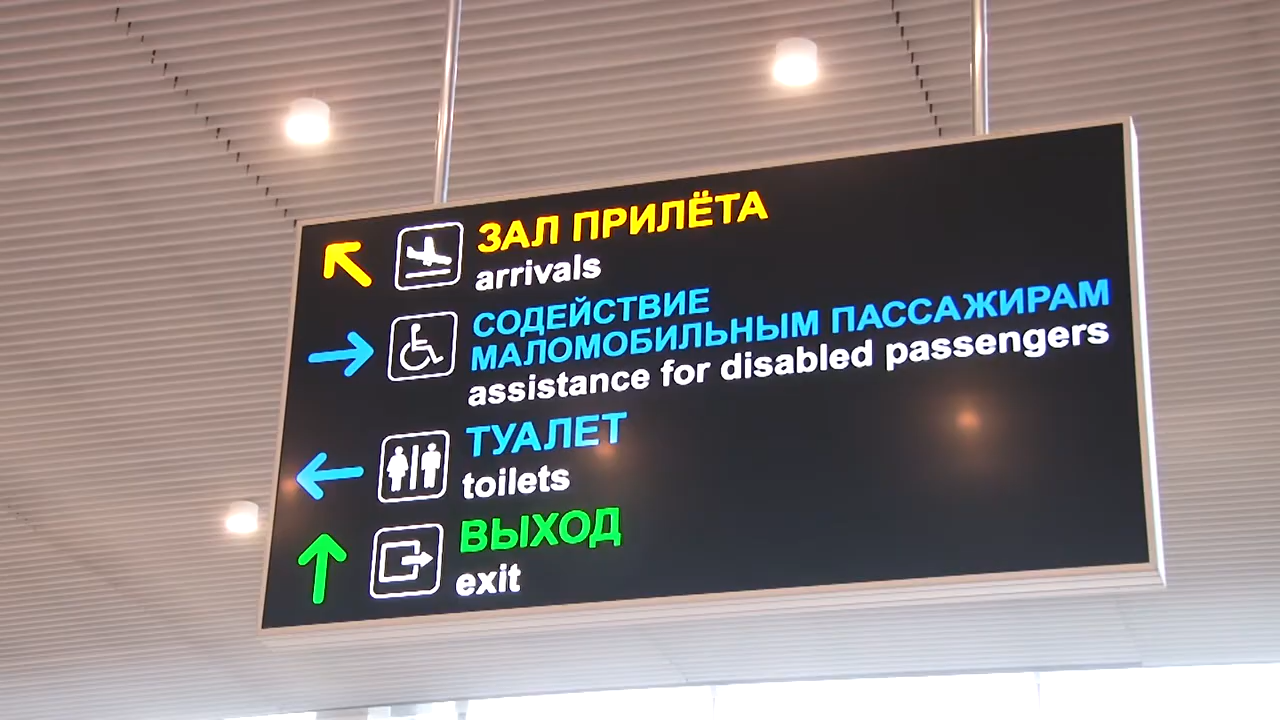 ЗАЛ ПРИЛЁТА
arrivals
СОДЕЙСТВИЕ
МАЛОМОБИЛЬНЫМ ПАССАЖИРАМ
assistance for disabled passengers
ТУАЛЕТ
toilets
ВЫХОД
exit